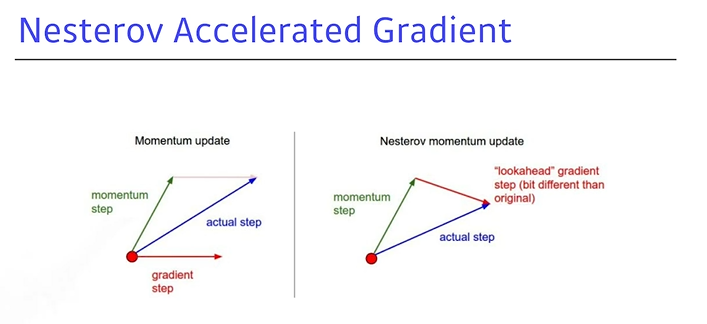 Nesterov Accelerated Gradient
Momentum update
momentum
step
actual step
gradient
step
Nesterov momentum update
momentum
step
"lookahead" gradient
step (bit different than
original)
actual step